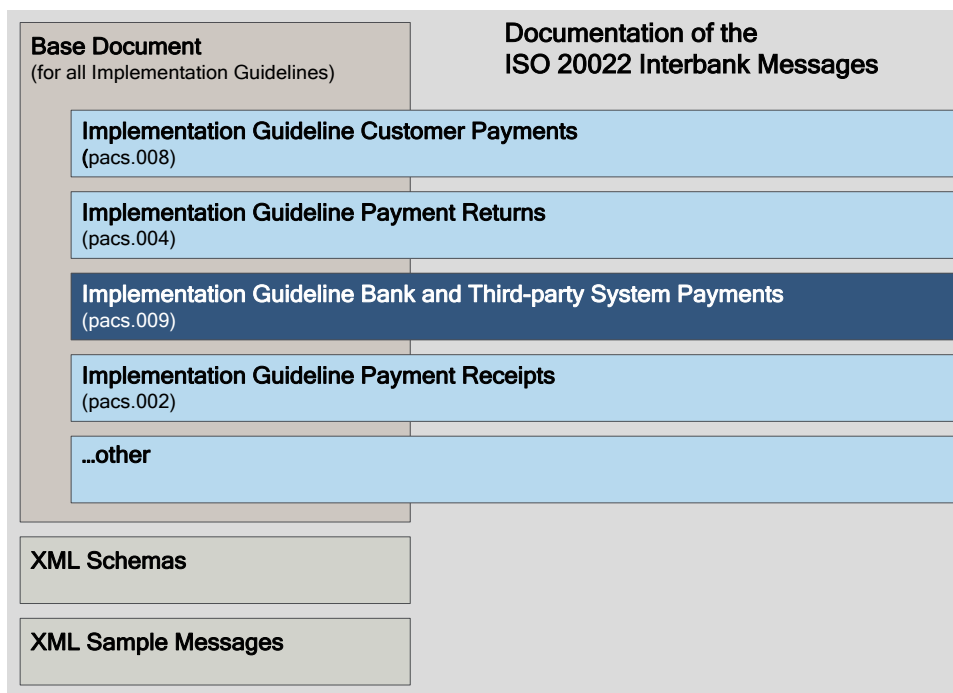 Base Document
(for all Implementation Guidelines)
Documentation of the
ISO 20022 Interbank Messages
Implementation Guideline Customer Payments
(pacs.008)
Implementation Guideline Payment Returns
(pacs.004)
Implementation Guideline Bank and Third-party System Payments
(pacs.009)
Implementation Guideline Payment Receipts
(pacs.002)
...other
XML Schemas
XML Sample Messages